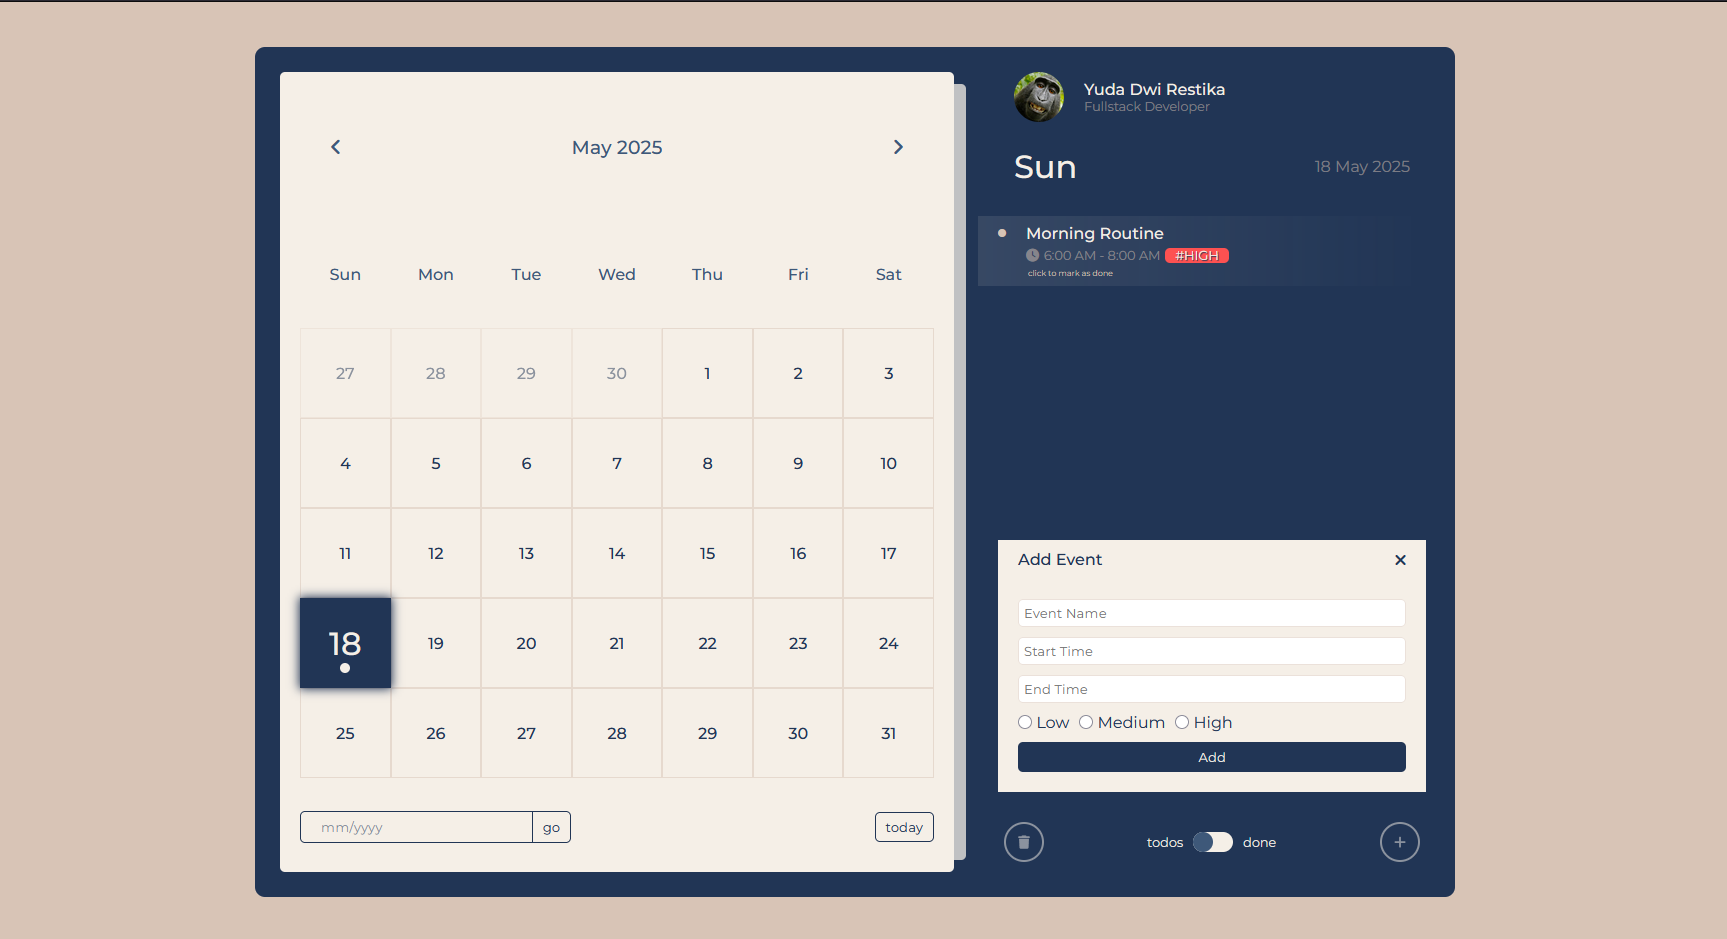 May 2025
Sun Mon Tue Wed Thu Fri Sat
27 28 29 30 1 2 3
4 5 6 7 8 9 10
11 12 13 14 15 16 17
18 19 20 21 22 23 24
25 26 27 28 29 30 31
mm/yyyy go today
Yuda Dwi Restika
Fullstack Developer
Sun 18 May 2025
Morning Routine
6:00 AM - 8:00 AM #HIGH
click to mark as done
Add Event
Event Name
Start Time
End Time
Low Medium High
Add
todos done